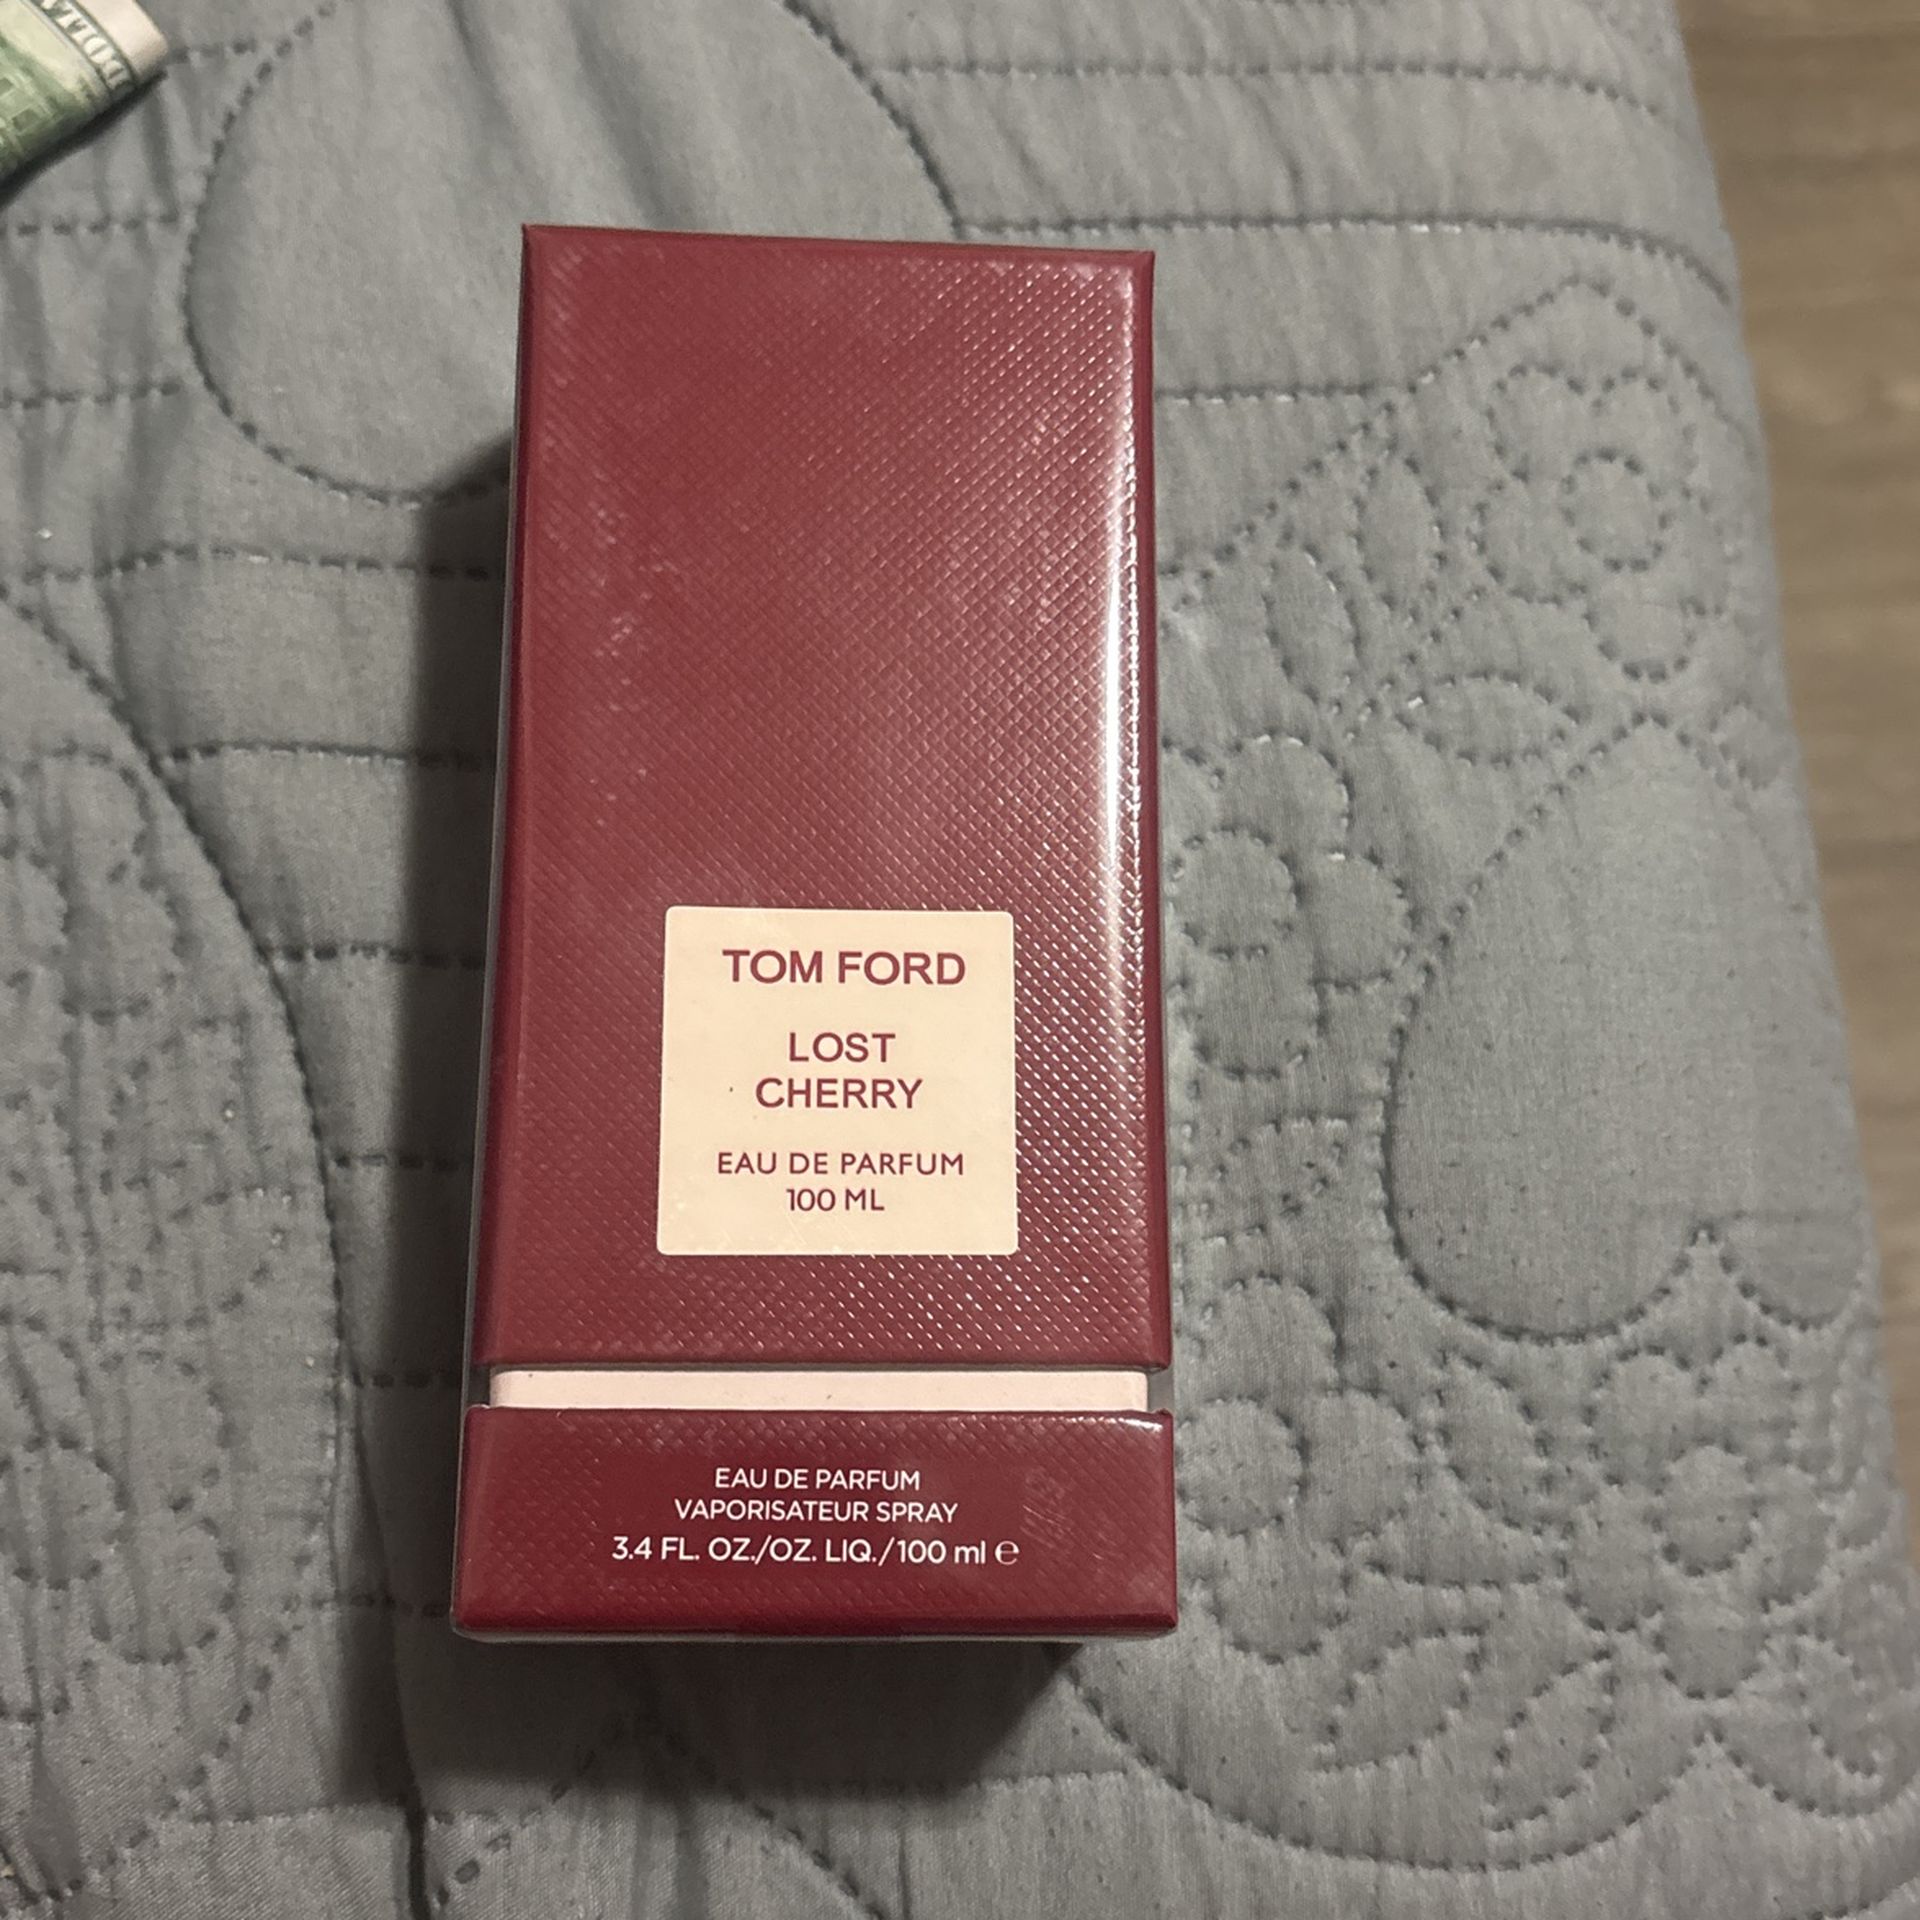 TOM FORD
LOST
CHERRY
EAU DE PARFUM
100 ML
EAU DE PARFUM
VAPORISATEUR SPRAY
3.4 FL. OZ./OZ. LIQ./100 ml ℮